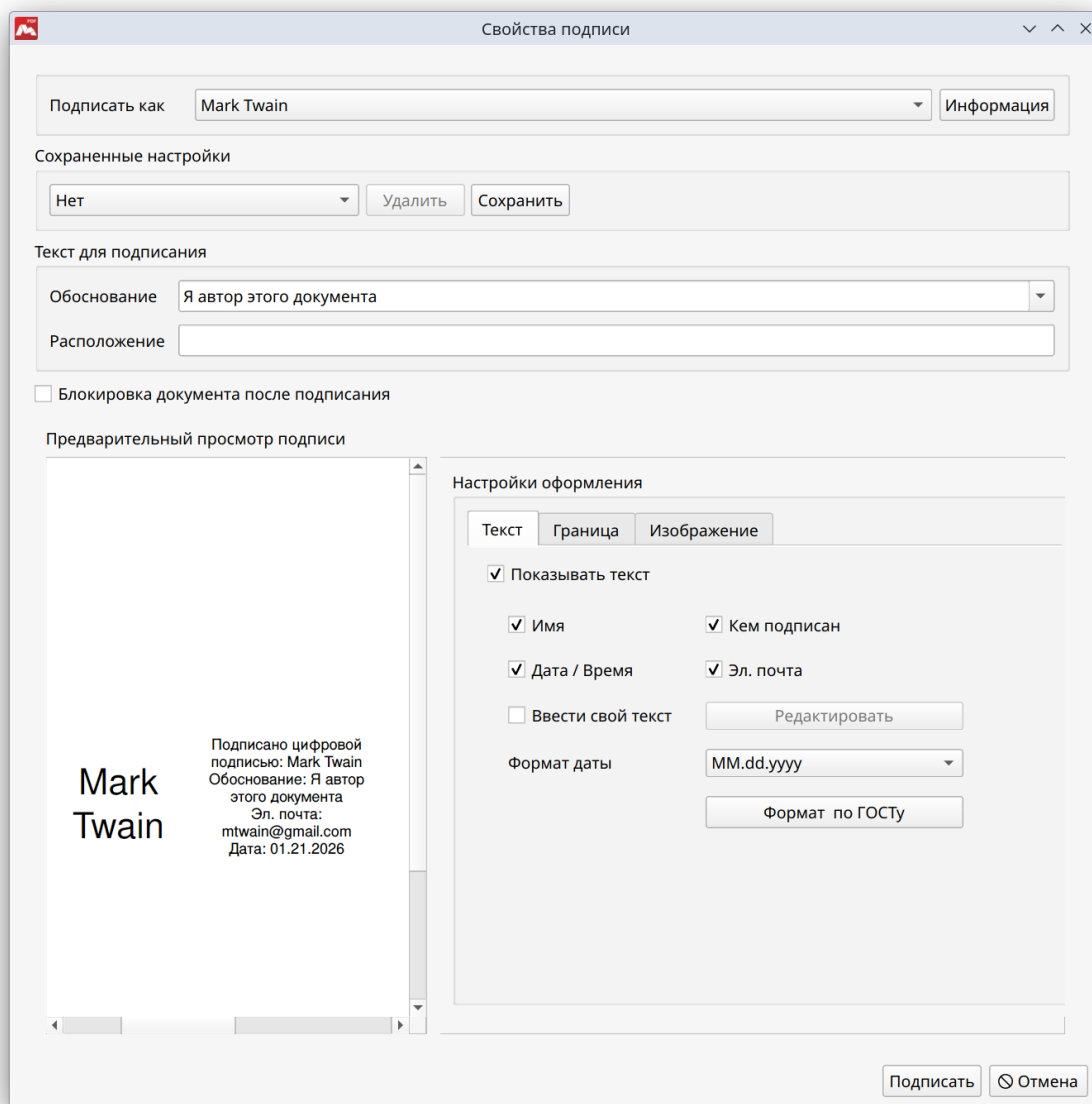 PDF
Свойства подписи
Подписать как Mark Twain Информация
Сохраненные настройки
Нет Удалить Сохранить
Текст для подписания
Обоснование Я автор этого документа
Расположение
Блокировка документа после подписания
Предварительный просмотр подписи
Mark
Twain
Подписано цифровой
подписью: Mark Twain
Обоснование: Я автор
этого документа
Эл. почта:
mtwain@gmail.com
Дата: 01.21.2026
Настройки оформления
Текст Граница Изображение
Показывать текст
Имя Кем подписан
Дата / Время Эл. почта
Ввести свой текст Редактировать
Формат даты MM.dd.yyyy
Формат по ГОСТу
Подписать Отмена